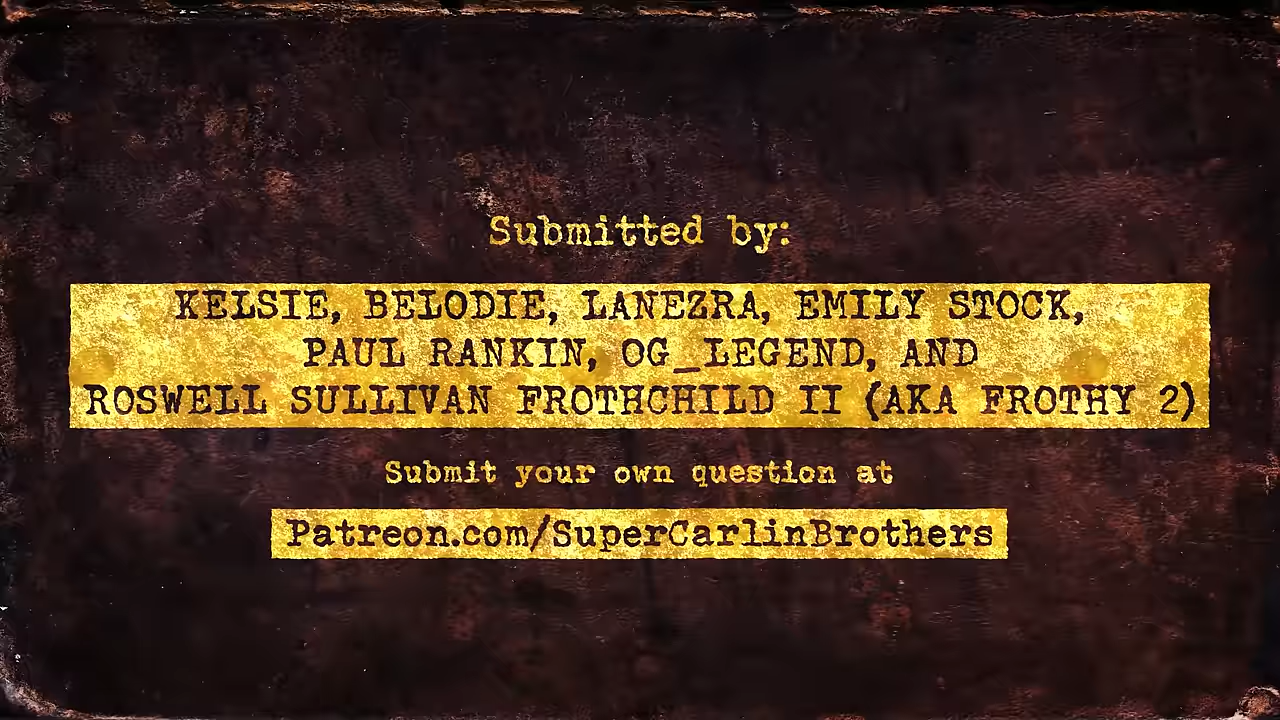 Submitted by:
KELSIE, BELODIE, LANEZRA, EMILY STOCK,
PAUL RANKIN, OG_LEGEND, AND
ROSWELL SULLIVAN FROTHCHILD II (AKA FROTHY 2)
Submit your own question at
Patreon.com/SuperCarlinBrothers